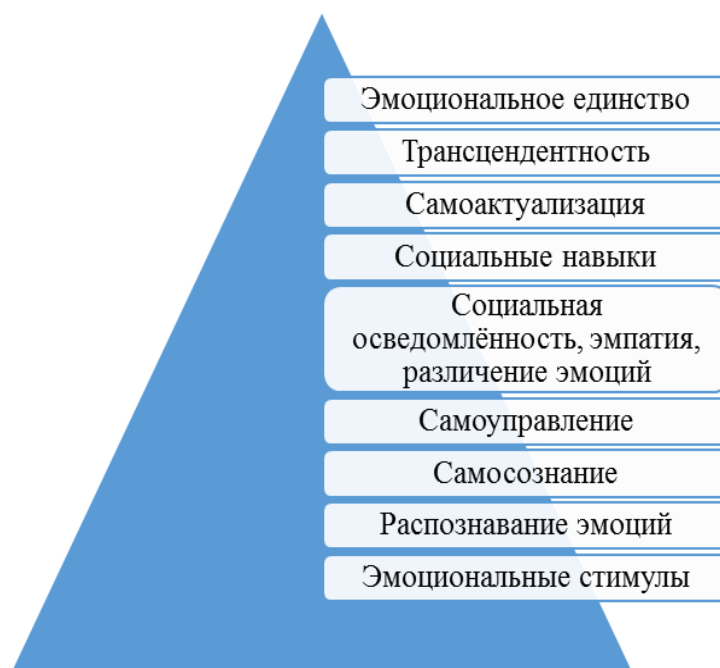 Эмоциональное единство
Трансцендентность
Самоактуализация
Социальные навыки
Социальная
осведомлённость, эмпатия,
различение эмоций
Самоуправление
Самосознание
Распознавание эмоций
Эмоциональные стимулы